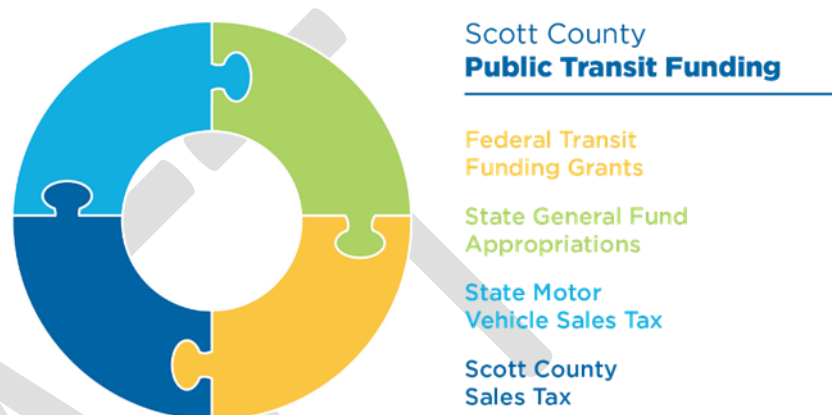 Scott County
Public Transit Funding
Federal Transit
Funding Grants
State General Fund
Appropriations
State Motor
Vehicle Sales Tax
Scott County
Sales Tax